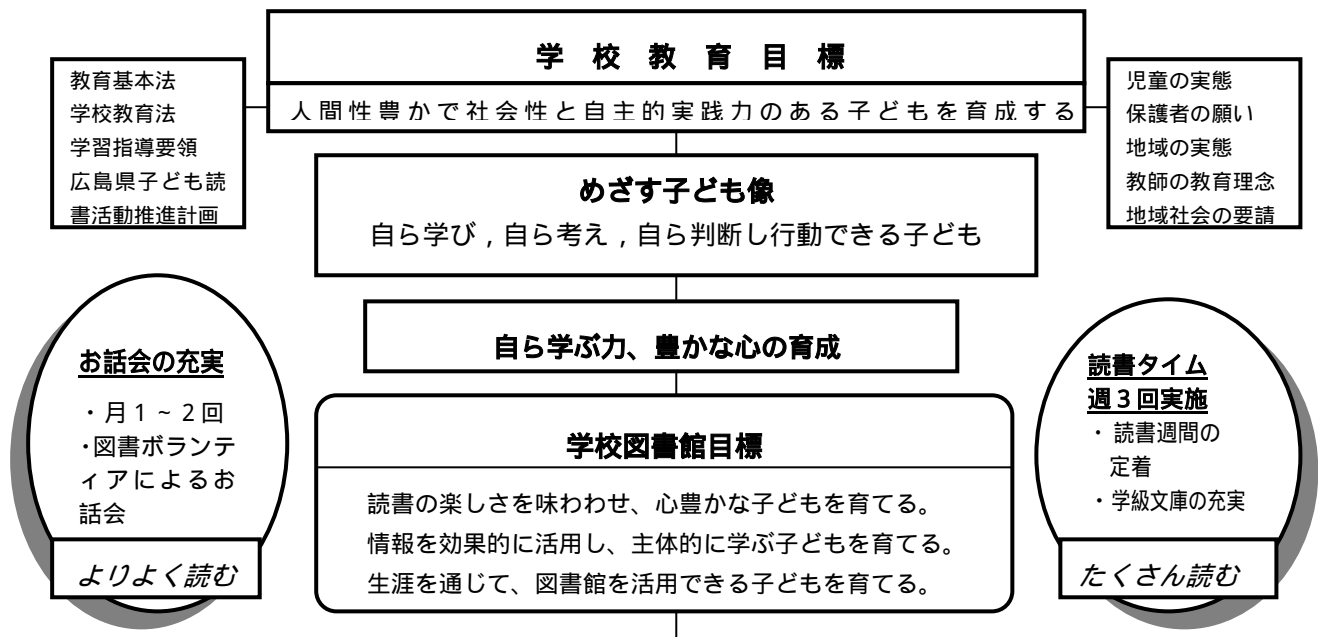 学校教育目標
人間性豊かで社会性と自主的実践力のある子どもを育成する
教育基本法
学校教育法
学習指導要領
広島県子ども読
書活動推進計画
児童の実態
保護者の願い
地域の実態
教師の教育理念
地域社会の要請
めざす子ども像
自ら学び，自ら考え，自ら判断し行動できる子ども
自ら学ぶ力、豊かな心の育成
お話会の充実
・月1～2回
・図書ボランテ
ィアによるお
話会
よりよく読む
学校図書館目標
読書の楽しさを味わわせ、心豊かな子どもを育てる。
情報を効果的に活用し、主体的に学ぶ子どもを育てる。
生涯を通じて、図書館を活用できる子どもを育てる。
読書タイム
週3回実施
・読書週間の
定着
・学級文庫の充実
たくさん読む